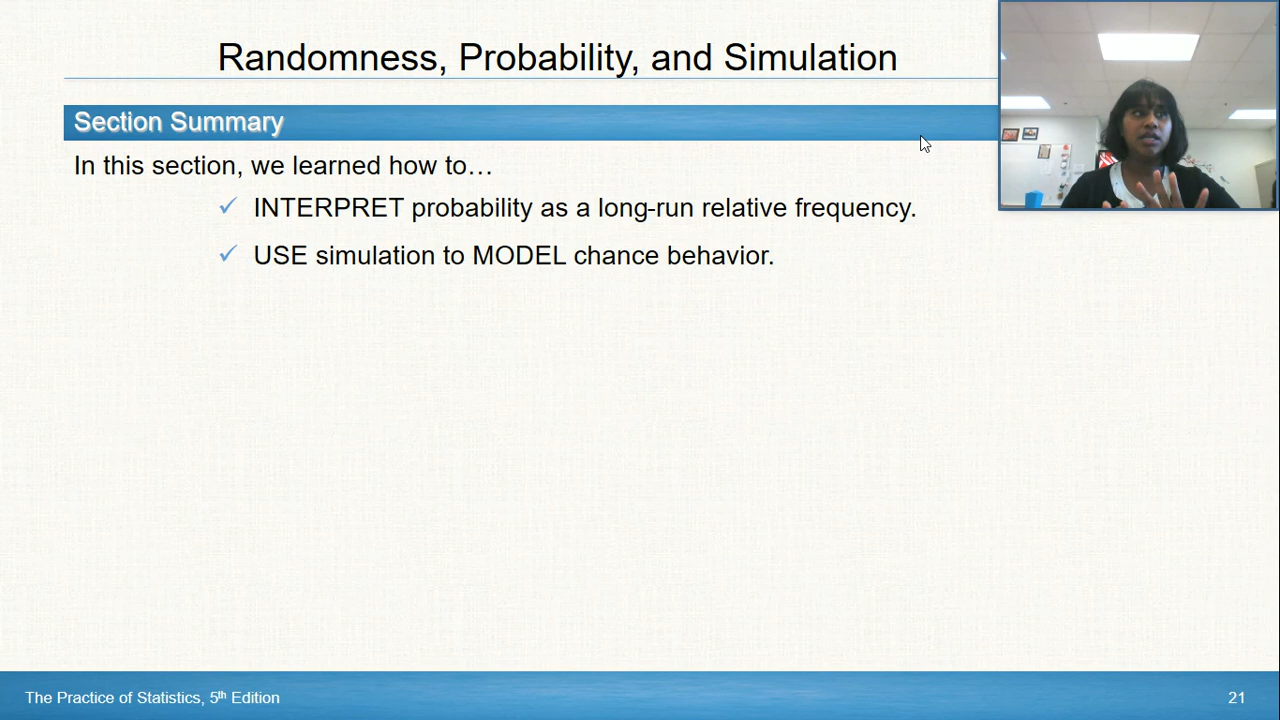 Randomness, Probability, and Simulation
Section Summary
In this section, we learned how to…
✓ INTERPRET probability as a long-run relative frequency.
✓ USE simulation to MODEL chance behavior.
The Practice of Statistics, 5th Edition
21